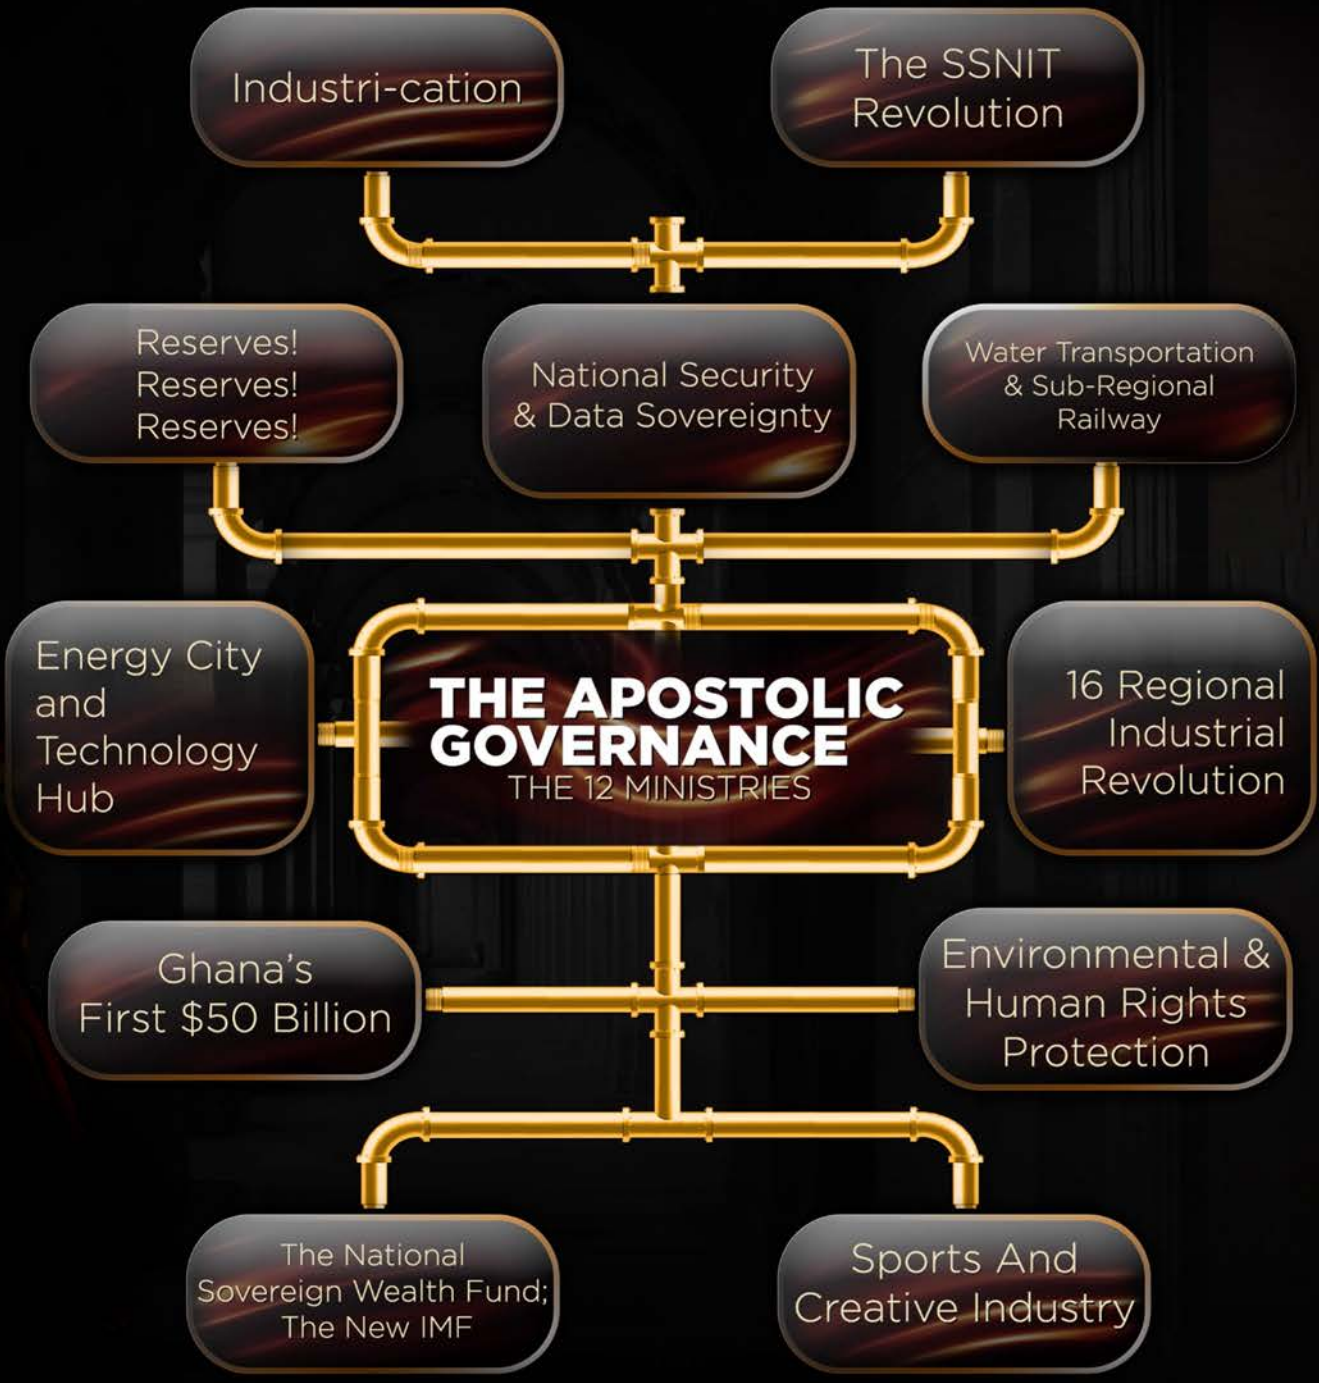 Industri-cation
The SSNIT
Revolution
Reserves!
Reserves!
Reserves!
National Security
& Data Sovereignty
Water Transportation
& Sub-Regional
Railway
Energy City
and
Technology
Hub
THE APOSTOLIC
GOVERNANCE
THE 12 MINISTRIES
16 Regional
Industrial
Revolution
Ghana's
First $50 Billion
Environmental &
Human Rights
Protection
The National
Sovereign Wealth Fund;
The New IMF
Sports And
Creative Industry